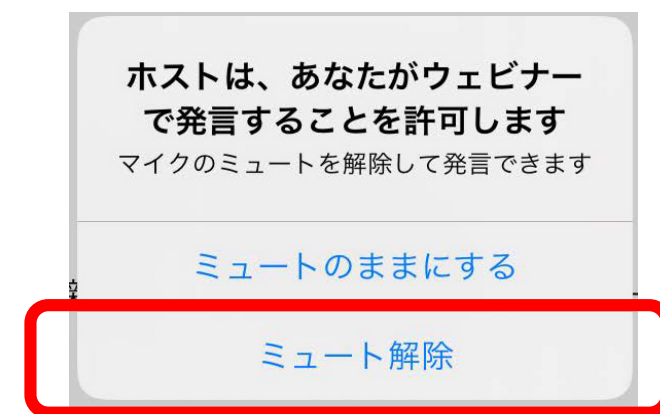 ホストは、あなたがウェビナー
で発言することを許可します
マイクのミュートを解除して発言できます
ミュートのままにする
ミュート解除